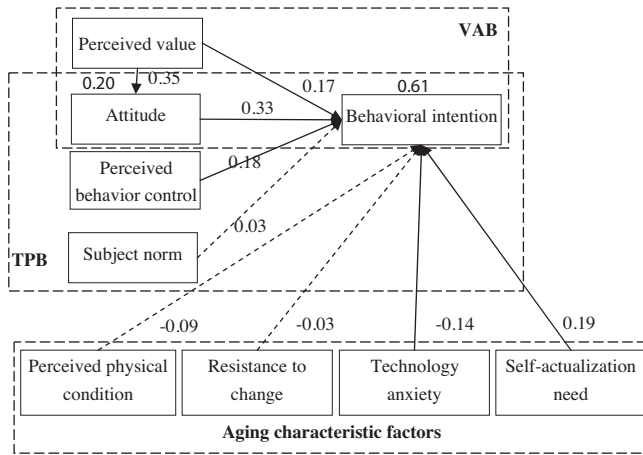 VAB
Perceived value
0.20
0.35
0.17
0.61
Attitude
0.33
Behavioral intention
Perceived
behavior control
0.18
Subject norm
0.03
TPB
-0.09
-0.03
-0.14
0.19
Perceived physical
condition
Resistance to
change
Technology
anxiety
Self-actualization
need
Aging characteristic factors